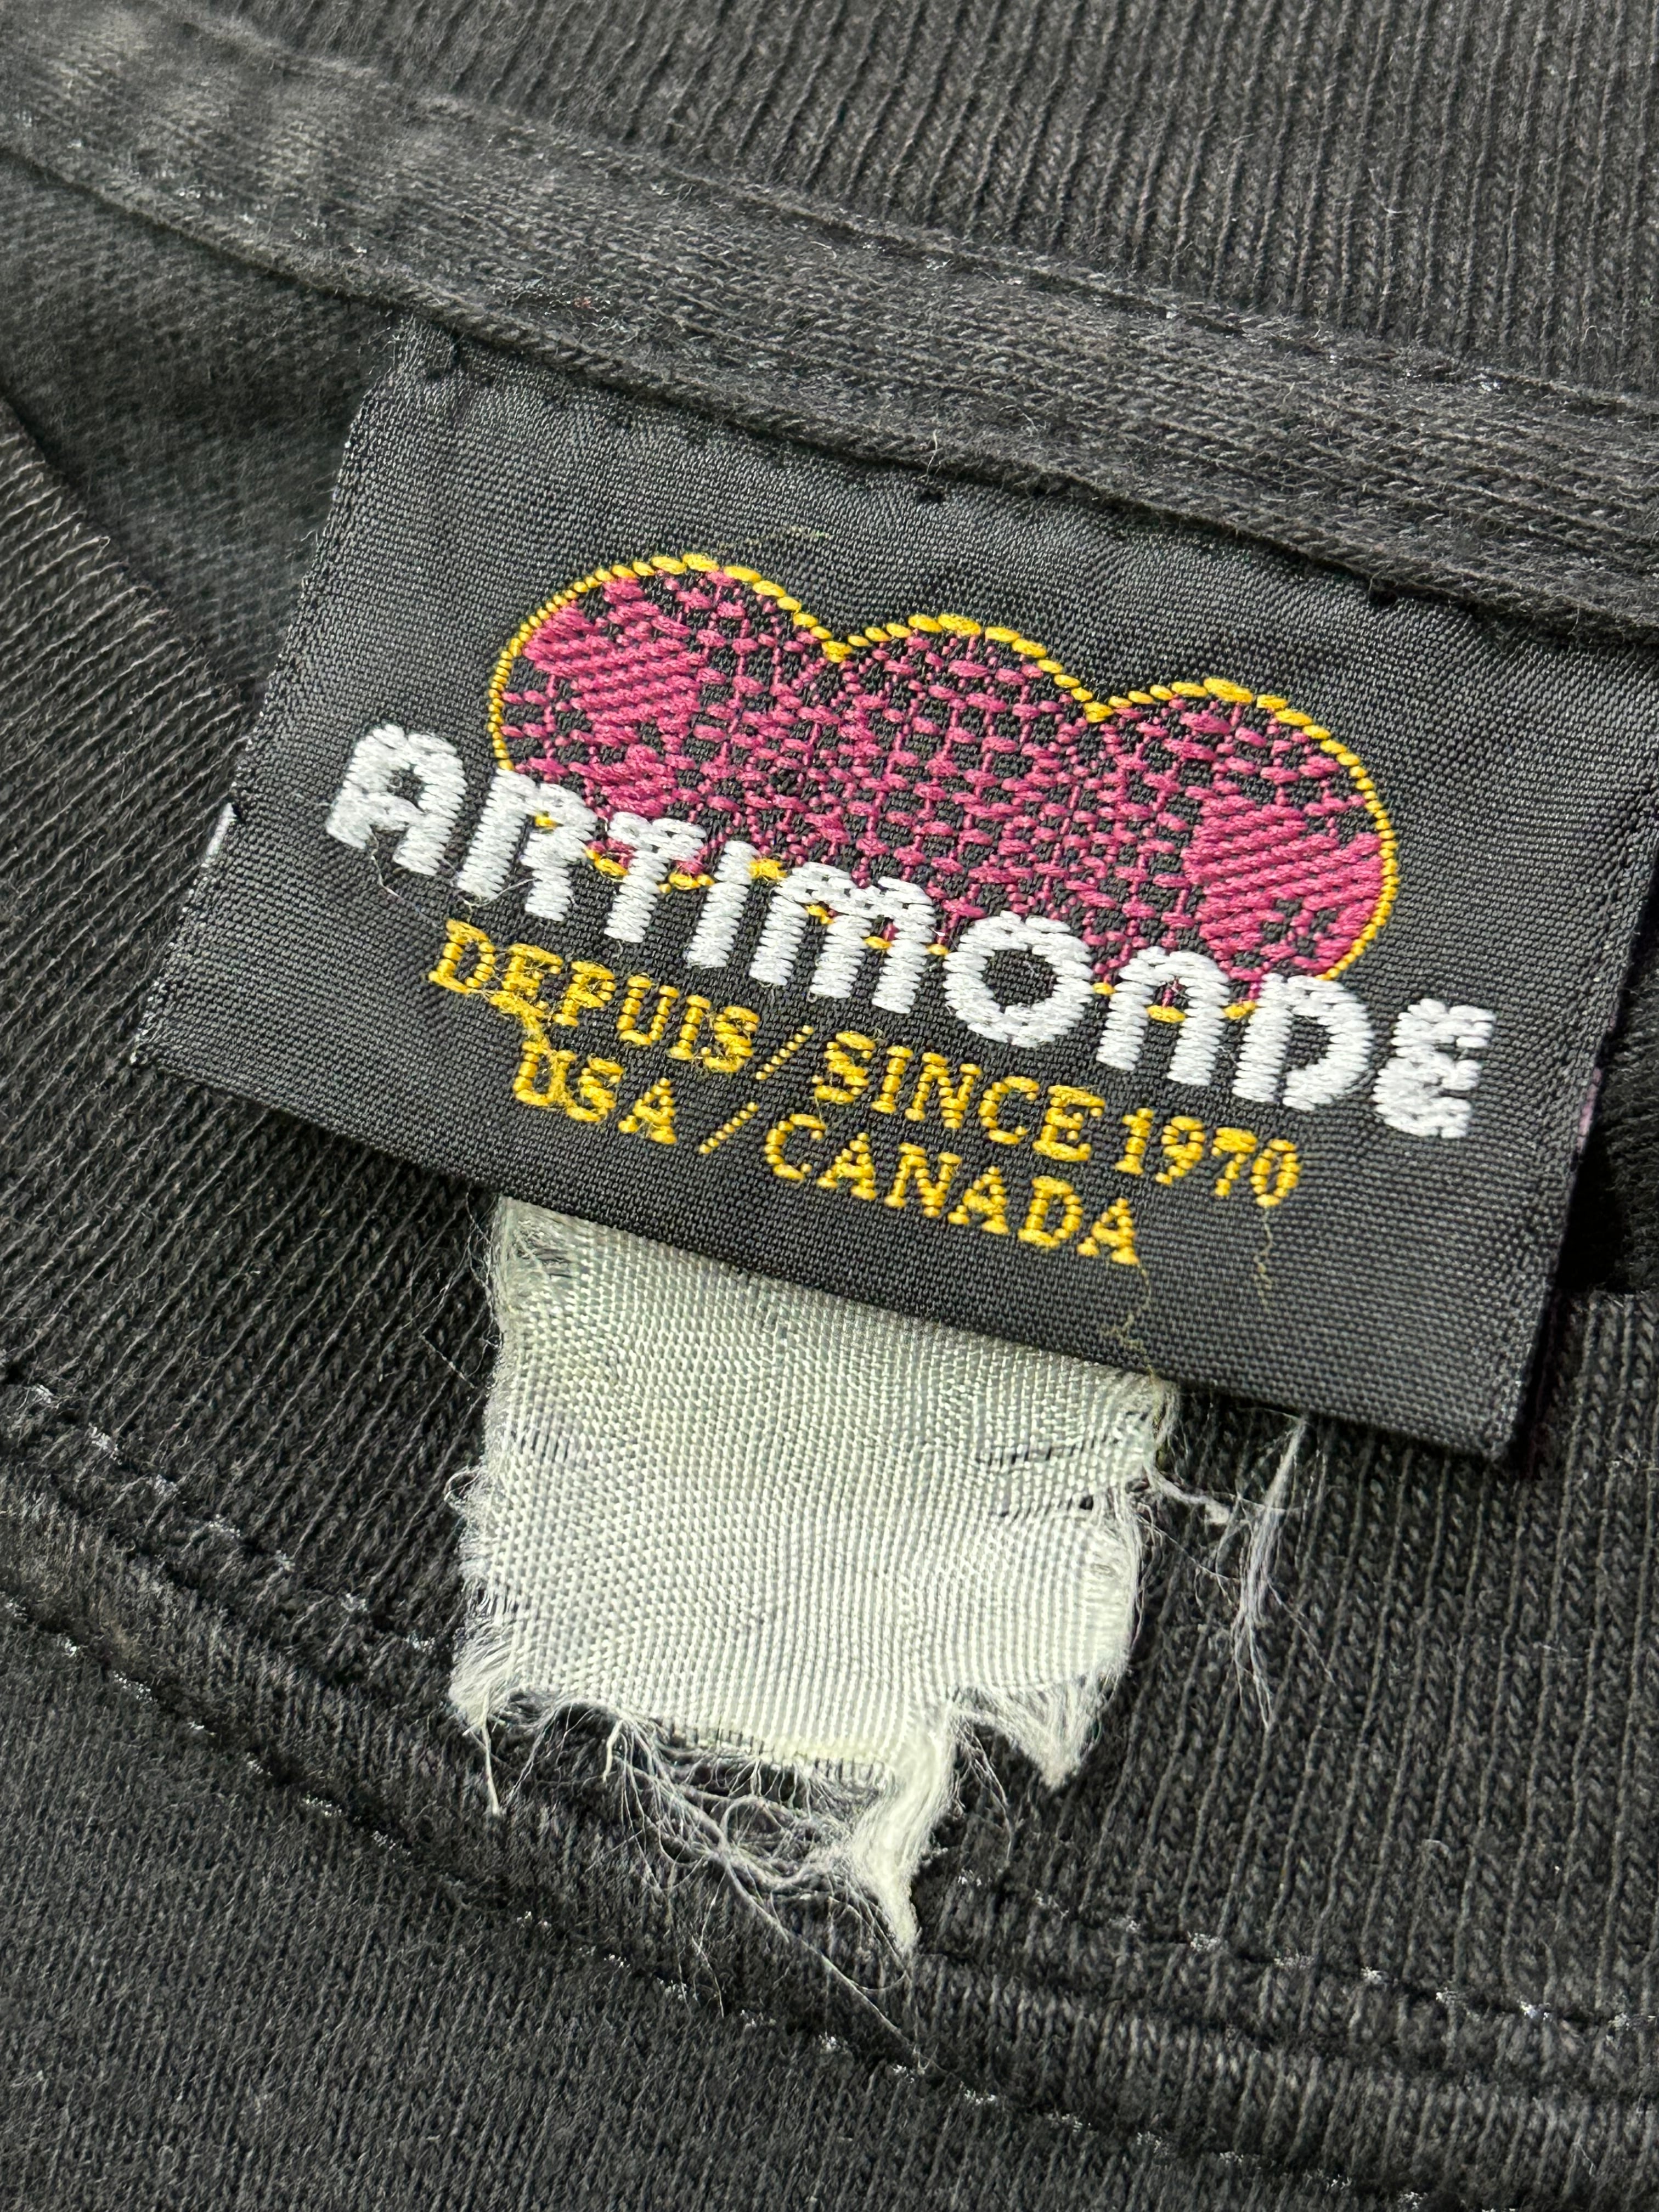 ARTIMONDE
DEPUIS/SINCE 1970
USA/CANADA